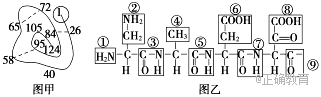 72 ① ② ④ ⑥ ⑧
NH₂ COOH COOH
65 105 84 26 ① CH₂ ③ CH₃ ⑤ CH₂ ⑦ C=O
95 124 H₂N C C N C C N C C N C ⑨
58 H O H H O H H O H H O
40
图甲 图乙
@正确教育